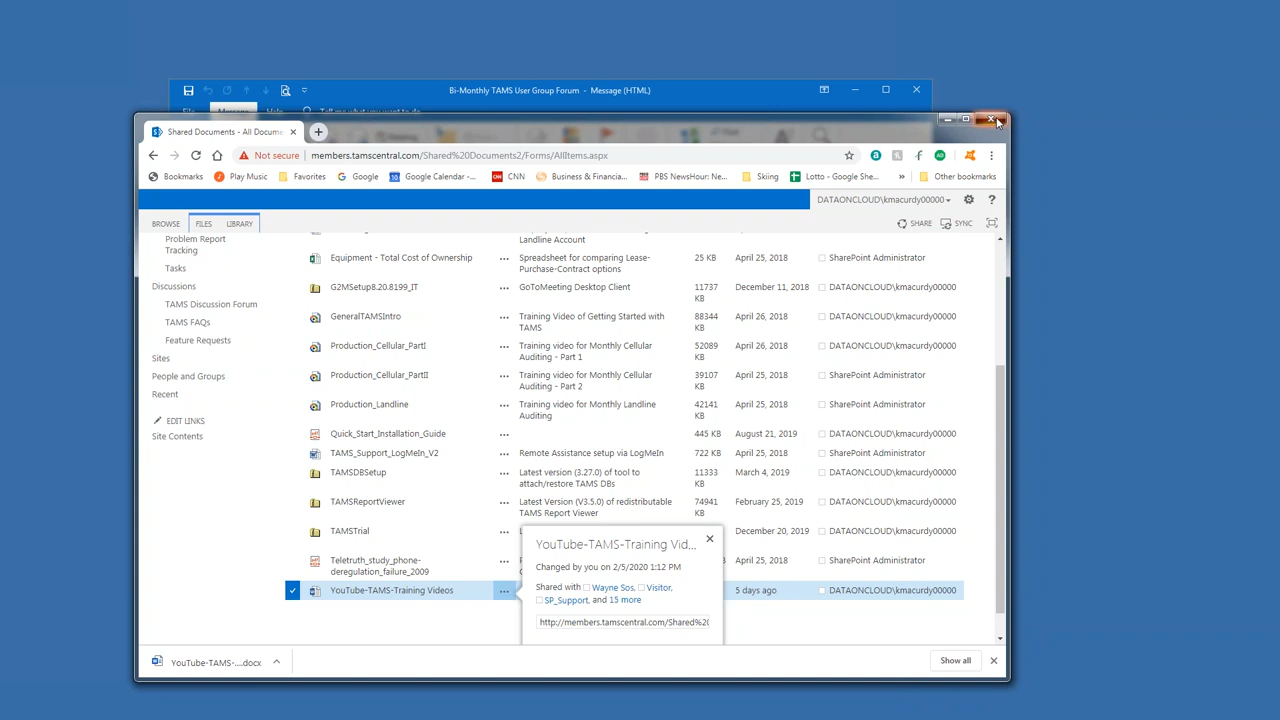 Bi-Monthly TAMS User Group Forum - Message (HTML)
File Message Help Tell me what you want to do
Shared Documents - All Docume
Not secure members.tamscentral.com/Shared%20Documents2/Forms/AllItems.aspx
Bookmarks Play Music Favorites Google Google Calendar -... CNN Business & Financia... PBS NewsHour: Ne... Skiing Lotto - Google She... » Other bookmarks
DATAONCLOUD\kmacurdy00000
BROWSE FILES LIBRARY SHARE SYNC
Problem Report
Tracking
Tasks
Discussions
TAMS Discussion Forum
TAMS FAQs
Feature Requests
Sites
People and Groups
Recent
EDIT LINKS
Site Contents
Landline Account
Equipment - Total Cost of Ownership ... Spreadsheet for comparing Lease-
Purchase-Contract options
25 KB April 25, 2018 SharePoint Administrator
G2MSetup8.20.8199_IT ... GoToMeeting Desktop Client 11737
KB
December 11, 2018 DATAONCLOUD\kmacurdy00000
GeneralTAMSIntro ... Training Video of Getting Started with
TAMS
88344
KB
April 26, 2018 DATAONCLOUD\kmacurdy00000
Production_Cellular_PartI ... Training video for Monthly Cellular
Auditing - Part 1
52089
KB
April 26, 2018 SharePoint Administrator
Production_Cellular_PartII ... Training video for Monthly Cellular
Auditing - Part 2
39107
KB
April 25, 2018 SharePoint Administrator
Production_Landline ... Training video for Monthly Landline
Auditing
42141
KB
April 25, 2018 SharePoint Administrator
Quick_Start_Installation_Guide ... 445 KB August 21, 2019 DATAONCLOUD\kmacurdy00000
TAMS_Support_LogMeIn_V2 ... Remote Assistance setup via LogMeIn 722 KB April 25, 2018 SharePoint Administrator
TAMSDBSetup ... Latest version (3.27.0) of tool to
attach/restore TAMS DBs
11333
KB
March 4, 2019 DATAONCLOUD\kmacurdy00000
TAMSReportViewer ... Latest Version (V3.5.0) of redistributable
TAMS Report Viewer
74941
KB
February 25, 2019 DATAONCLOUD\kmacurdy00000
TAMSTrial ... December 20, 2019 DATAONCLOUD\kmacurdy00000
Teletruth_study_phone-
deregulation_failure_2009
... April 25, 2018 SharePoint Administrator
YouTube-TAMS-Training Videos ... 5 days ago DATAONCLOUD\kmacurdy00000
YouTube-TAMS-Training Vid...
Changed by you on 2/5/2020 1:12 PM
Shared with Wayne Sos, Visitor,
SP_Support, and 15 more
http://members.tamscentral.com/Shared%20
YouTube-TAMS-....docx
Show all